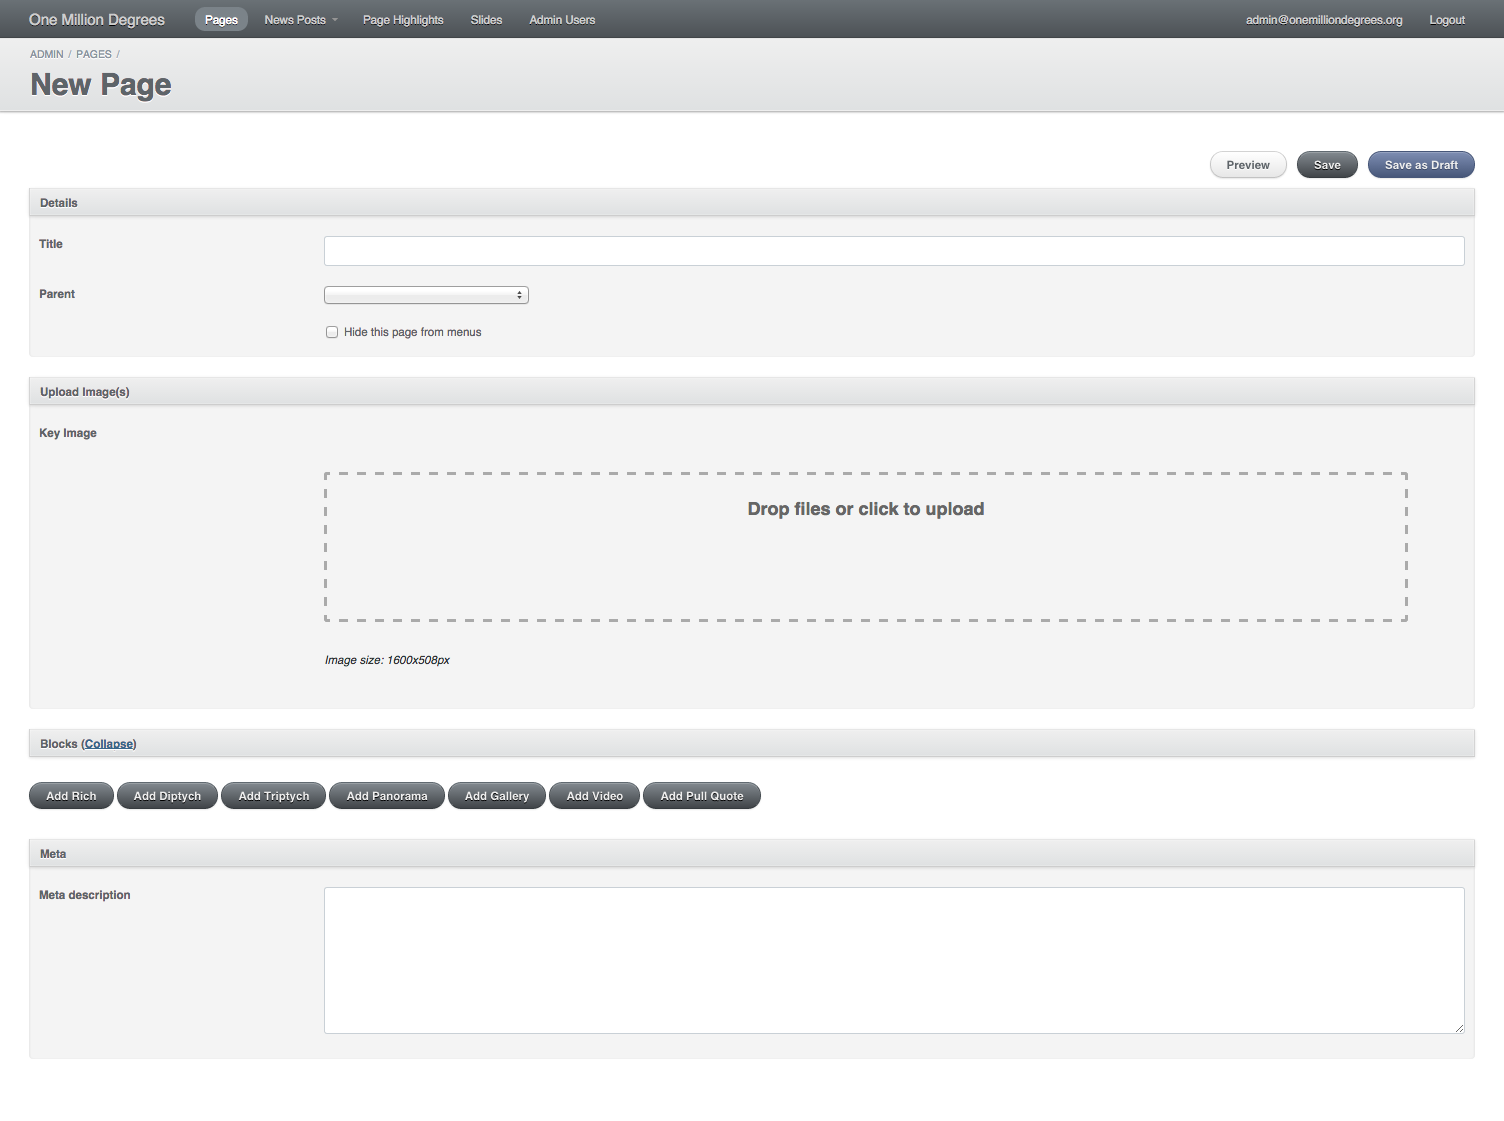 One Million Degrees Pages News Posts Page Highlights Slides Admin Users admin@onemilliondegrees.org Logout
ADMIN / PAGES /
New Page
Preview Save Save as Draft
Details
Title
Parent
Hide this page from menus
Upload Image(s)
Key Image
Drop files or click to upload
Image size: 1600x508px
Blocks (Collapse)
Add Rich Add Diptych Add Triptych Add Panorama Add Gallery Add Video Add Pull Quote
Meta
Meta description